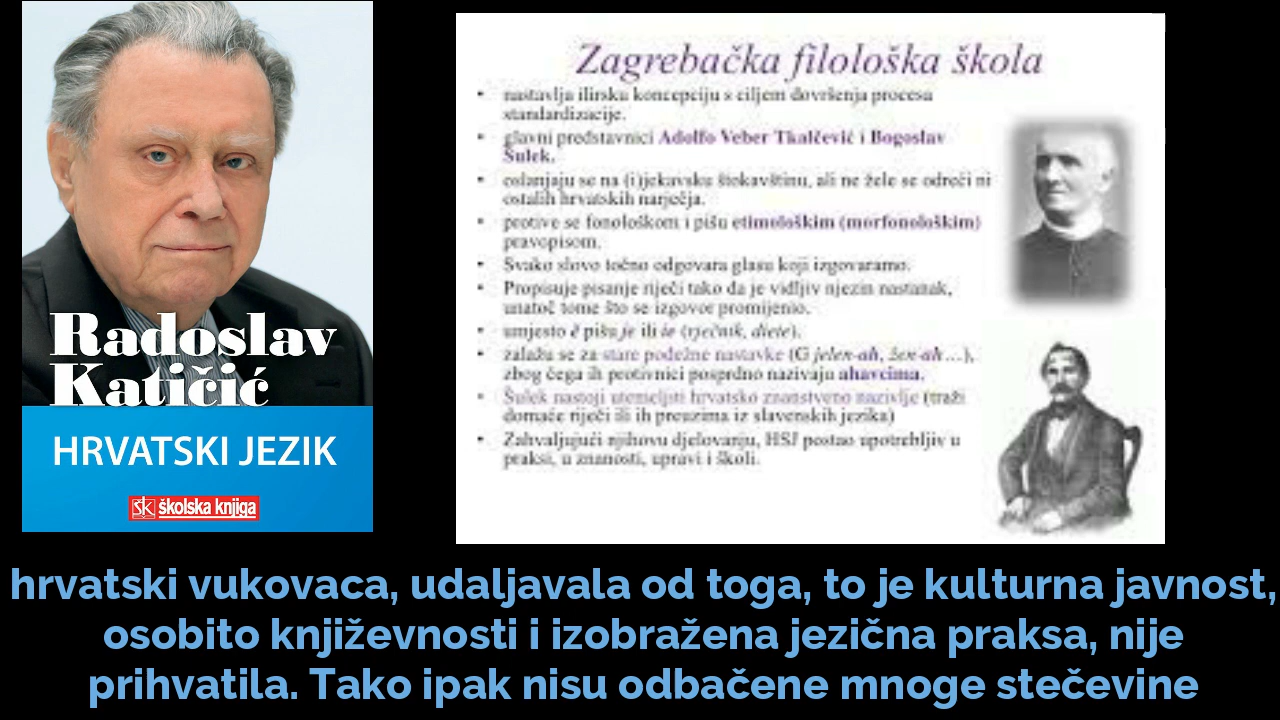 Radoslav
Katičić
HRVATSKI JEZIK
školska knjiga
Zagrebačka filološka škola
• nastavlja ilirsku koncepciju s ciljem dovršenja procesa
standardizacije.
• glavni predstavnici Adolfo Veber Tkalčević i Bogoslav
Šulek.
• oslanjaju se na (i)jekavsku štokavštinu, ali ne žele se odreći ni
ostalih hrvatskih narječja.
• protive se fonološkom i pišu etimološkim (morfonološkim)
pravopisom.
• Svako slovo točno odgovara glasu koji izgovaramo.
• Propisuje pisanje riječi tako da je vidljiv njezin nastanak,
unatoč tome što se izgovor promijenio.
• umjesto ě pišu je ili ie (rječnik, diete).
• zalažu se za stare padežne nastavke (G jelen-ah, žen-ah…),
zbog čega ih protivnici posprdno nazivaju ahavcima.
• Šulek nastoji utemeljiti hrvatsko znanstveno nazivlje (traži
domaće riječi ili ih preuzima iz slavenskih jezika)
• Zahvaljujući njihovu djelovanju, HSJ postao upotrebljiv u
praksi, u znanosti, upravi i školi.
hrvatski vukovaca, udaljavala od toga, to je kulturna javnost,
osobito književnosti i izobražena jezična praksa, nije
prihvatila. Tako ipak nisu odbačene mnoge stečevine